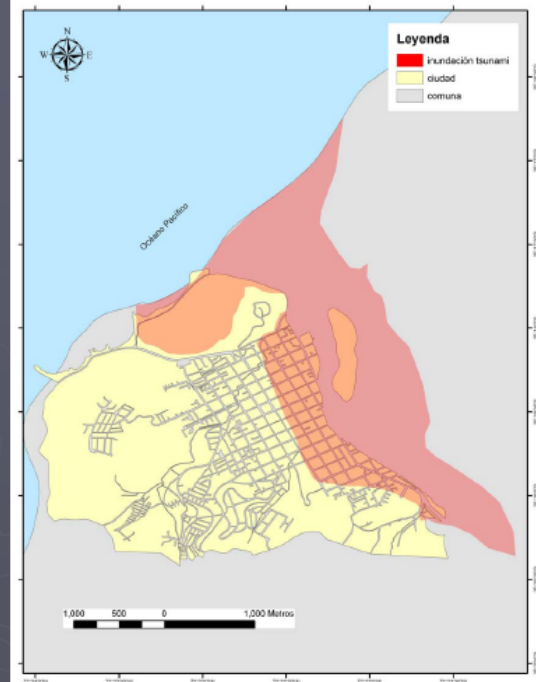 N
W E
S
Leyenda
inundación tsunami
ciudad
comuna
Océano Pacífico
1,000 500 0 1,000 Metros